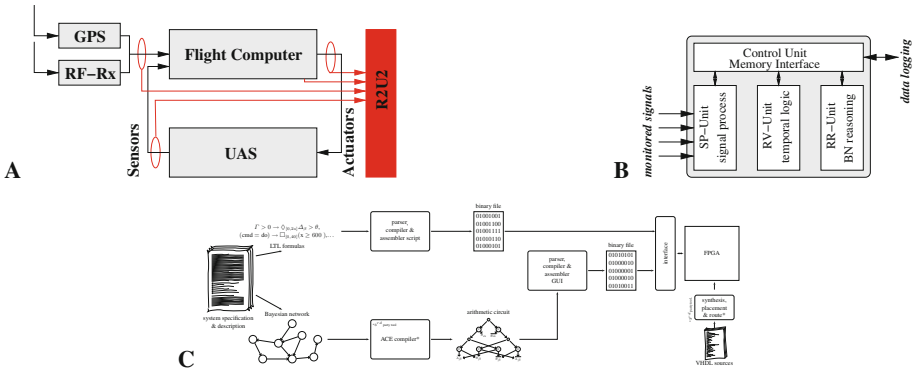 GPS
RF-Rx
Flight Computer
UAS
Sensors
Actuators
R2U2
A
Control Unit
Memory Interface
SP-Unit
signal process
RV-Unit
temporal logic
RR-Unit
BN reasoning
monitored signals
data logging
B
LTL formulas
system specification
& description
Bayesian network
parser,
compiler &
assembler script
binary file
01001001
01001100
01001111
01010110
01000101
ACE compiler*
arithmetic circuit
parser,
compiler &
assembler
GUI
binary file
01010101
01000010
01000001
01000010
01010011
interface
FPGA
synthesis,
placement
& route*
VHDL sources
C